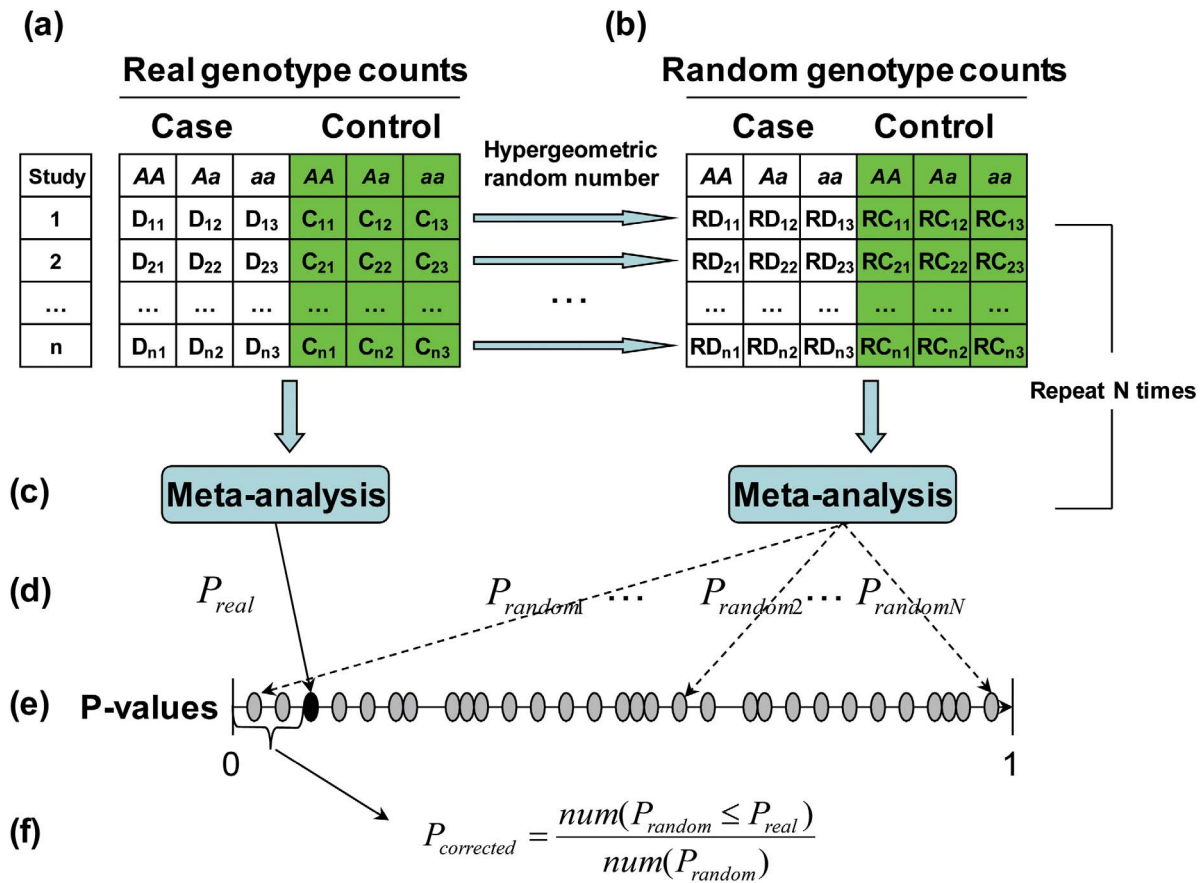 (a)
(b)
Real genotype counts
Random genotype counts
Case Control
Case Control
Hypergeometric
random number
Study AA Aa aa AA Aa aa
AA Aa aa AA Aa aa
1 D11 D12 D13 C11 C12 C13
RD11 RD12 RD13 RC11 RC12 RC13
2 D21 D22 D23 C21 C22 C23
RD21 RD22 RD23 RC21 RC22 RC23
... ... ... ... ... ... ...
...
... ... ... ... ... ...
n Dn1 Dn2 Dn3 Cn1 Cn2 Cn3
RDn1 RDn2 RDn3 RCn1 RCn2 RCn3
Repeat N times
(c)
Meta-analysis
Meta-analysis
(d)
Preal
Prandom1 ... Prandom2 ... PrandomN
(e) P-values
0 1
(f)
Pcorrected = num(Prandom ≤ Preal) / num(Prandom)